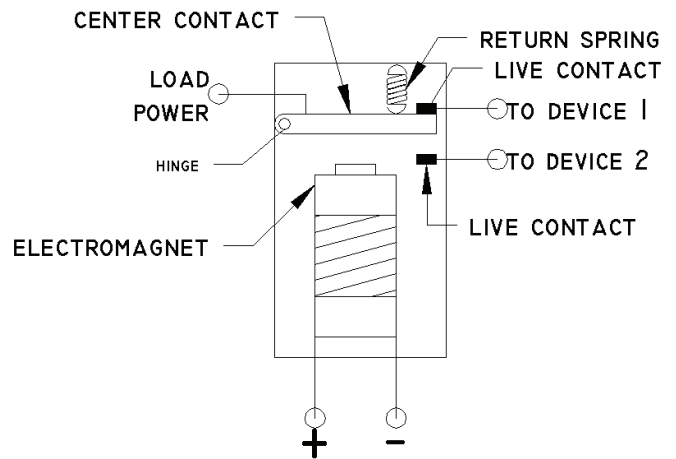 CENTER CONTACT
RETURN SPRING
LIVE CONTACT
LOAD
POWER
TO DEVICE 1
HINGE
TO DEVICE 2
LIVE CONTACT
ELECTROMAGNET
+ -